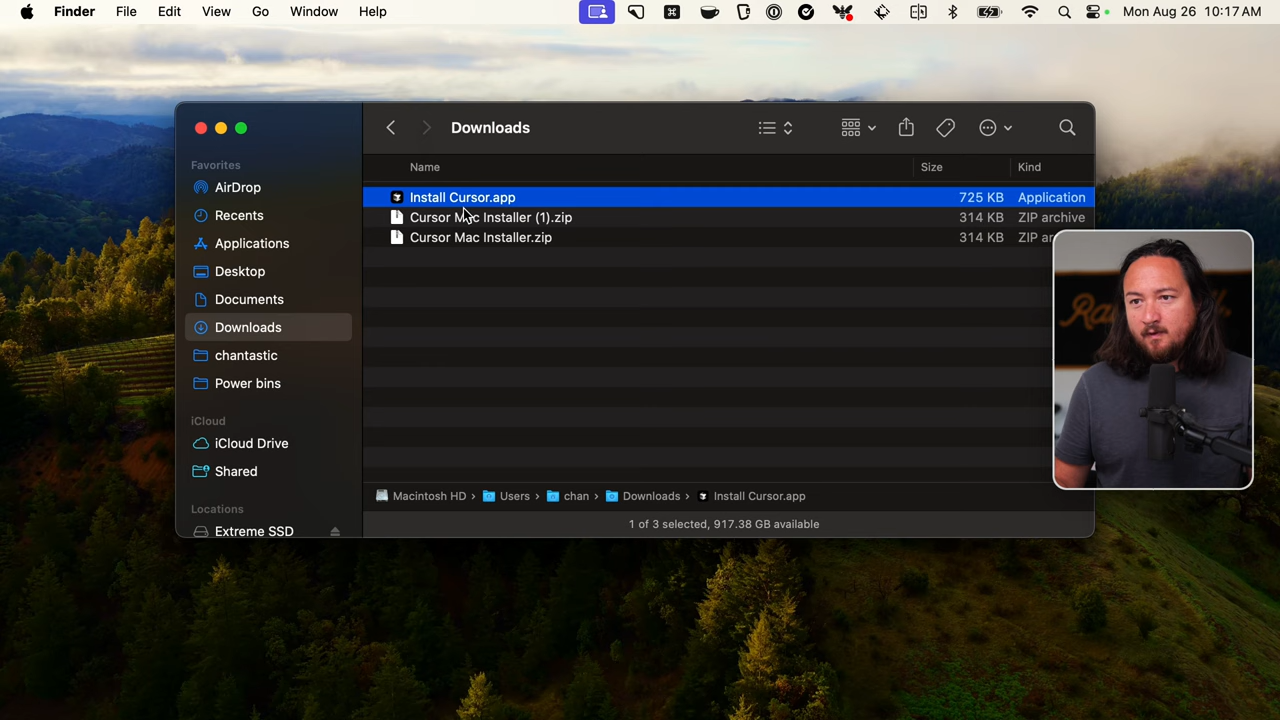 Finder File Edit View Go Window Help Mon Aug 26 10:17 AM
Downloads
Favorites
AirDrop
Recents
Applications
Desktop
Documents
Downloads
chantastic
Power bins
iCloud
iCloud Drive
Shared
Locations
Extreme SSD
Name Size Kind
Install Cursor.app 725 KB Application
Cursor Mac Installer (1).zip 314 KB ZIP archive
Cursor Mac Installer.zip 314 KB ZIP
Macintosh HD › Users › chan › Downloads › Install Cursor.app
1 of 3 selected, 917.38 GB available